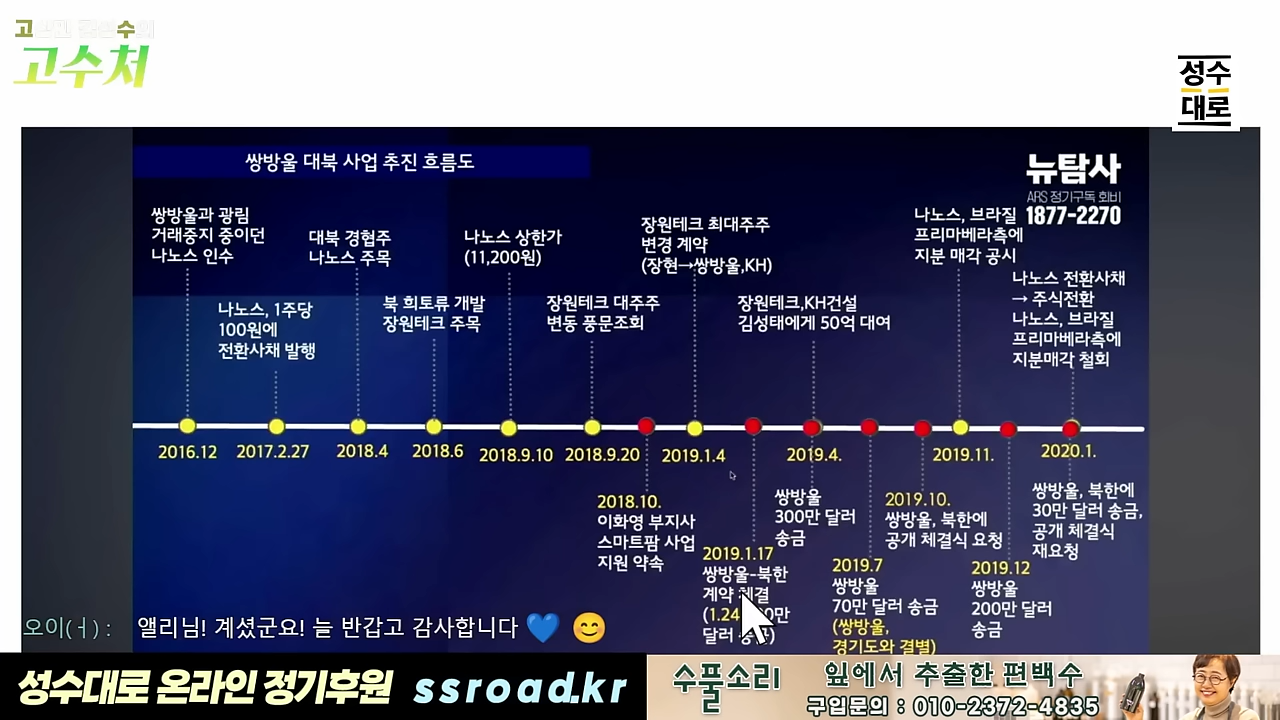 고수처
성수
대로
쌍방울 대북 사업 추진 흐름도
뉴탐사
ARS 정기구독 회비
1877-2270
쌍방울과 광림
거래중지 중이던
나노스 인수
대북 경협주
나노스 주목
나노스 상한가
(11,200원)
장원테크 최대주주
변경 계약
(장현→쌍방울,KH)
나노스, 브라질
프리마베라측에
지분 매각 공시
나노스, 1주당
100원에
전환사채 발행
북 희토류 개발
장원테크 주목
장원테크 대주주
변동 풍문조회
장원테크,KH건설
김성태에게 50억 대여
나노스 전환사채
→ 주식전환
나노스, 브라질
프리마베라측에
지분매각 철회
2016.12
2017.2.27
2018.4
2018.6
2018.9.10
2018.9.20
2019.1.4
2019.4.
2019.11.
2020.1.
2018.10.
이화영 부지사
스마트팜 사업
지원 약속
2019.1.17
쌍방울-북한
계약 체결
(1.24
달러
쌍방울
300만 달러
송금
2019.7
쌍방울
70만 달러 송금
(쌍방울,
경기도와 결별)
2019.10.
쌍방울, 북한에
공개 체결식 요청
2019.12
쌍방울
200만 달러
송금
쌍방울, 북한에
30만 달러 송금,
공개 체결식
재요청
오이(ㅓ) : 앨리님! 계셨군요! 늘 반갑고 감사합니다 💙 😊
성수대로 온라인 정기후원 ssroad.kr
수풀소리
잎에서 추출한 편백수
구입문의 : 010-2372-4835